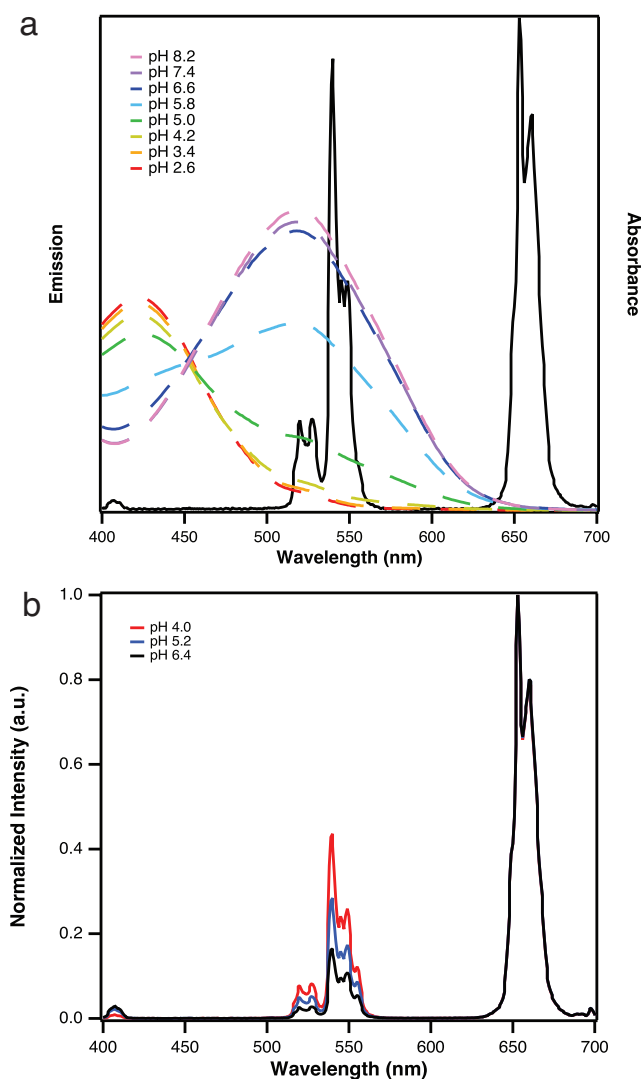 a
pH 8.2
pH 7.4
pH 6.6
pH 5.8
pH 5.0
pH 4.2
pH 3.4
pH 2.6
Emission
Absorbance
400 450 500 550 600 650 700
Wavelength (nm)
b
pH 4.0
pH 5.2
pH 6.4
1.0
0.8
0.6
0.4
0.2
0.0
Normalized Intensity (a.u.)
400 450 500 550 600 650 700
Wavelength (nm)